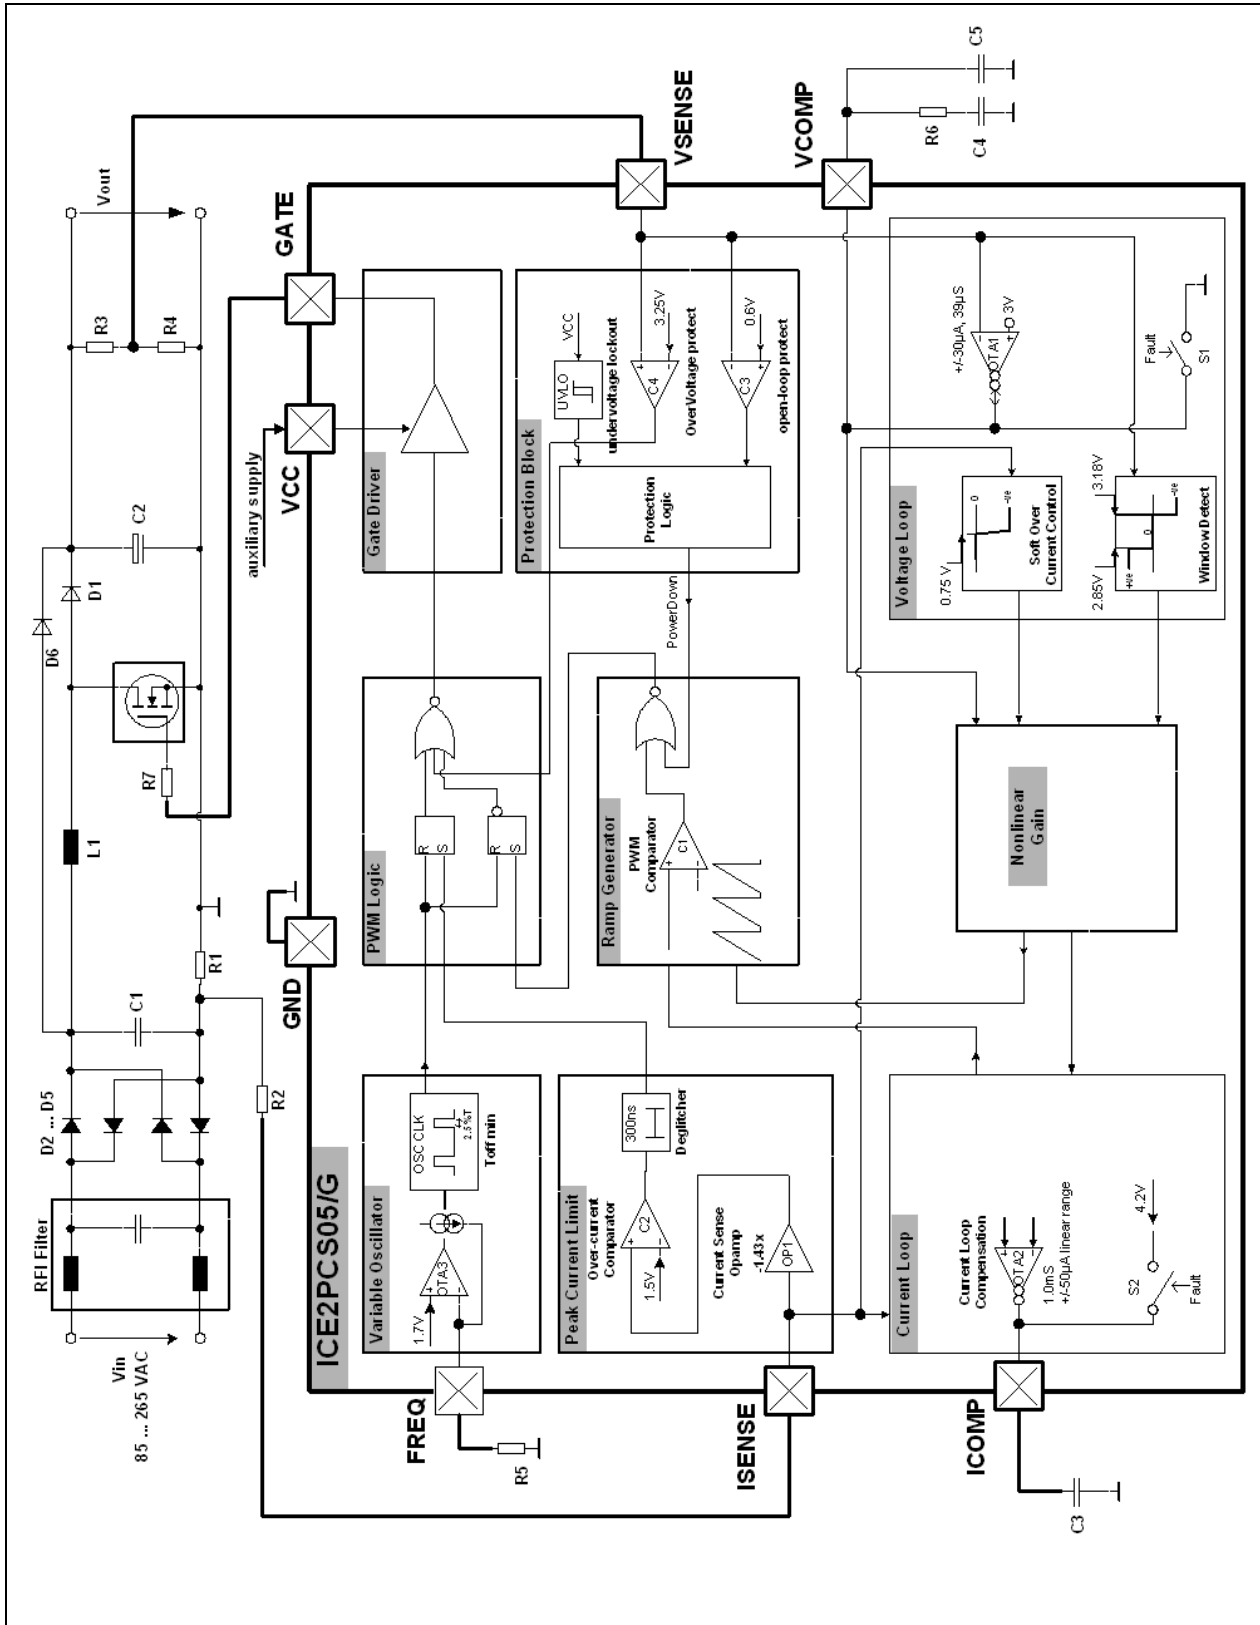 Vin
85 ... 265 VAC
RFI Filter
D2 ... D5
C1
R1
R2
L1
R7
D6
D1
C2
R3
R4
Vout
auxiliary supply
GND
VCC
GATE
ICE2PCS05/G
FREQ
R5
Variable Oscillator
1.7V
OTA3
+
-
OSC CLK
2.5%T
Toff min
PWM Logic
R
S
R
S
Gate Driver
Peak Current Limit
Over-current
Comparator
1.5V
C2
+
-
300ns
Deglitcher
Current Sense
Opamp
-1.43x
OP1
ISENSE
Ramp Generator
PWM
Comparator
C1
+
-
PowerDown
Protection Block
UVLO
VCC
undervoltage lockout
C4
+
-
3.25V
OverVoltage protect
C3
-
+
0.6V
open-loop protect
Protection
Logic
VSENSE
VCOMP
R6
C4
C5
Current Loop
Current Loop
Compensation
OTA2
+
-
1.0mS
+/-50µA linear range
4.2V
S2
Fault
ICOMP
C3
Nonlinear
Gain
Voltage Loop
0.75 V
0
-ve
Soft Over
Current Control
2.85V
3.18V
+ve
0
-ve
Window Detect
+/-30µA, 39µS
OTA1
-
+
3V
Fault
S1